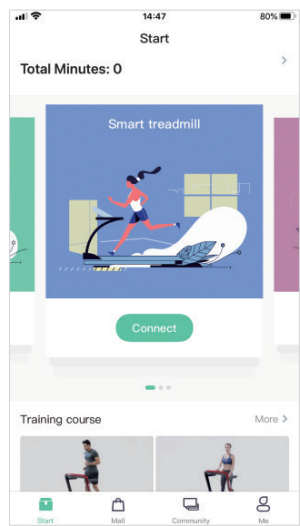 14:47
80%
Start
Total Minutes: 0
Smart treadmill
Connect
Training course
More
Start
Mall
Community
Me